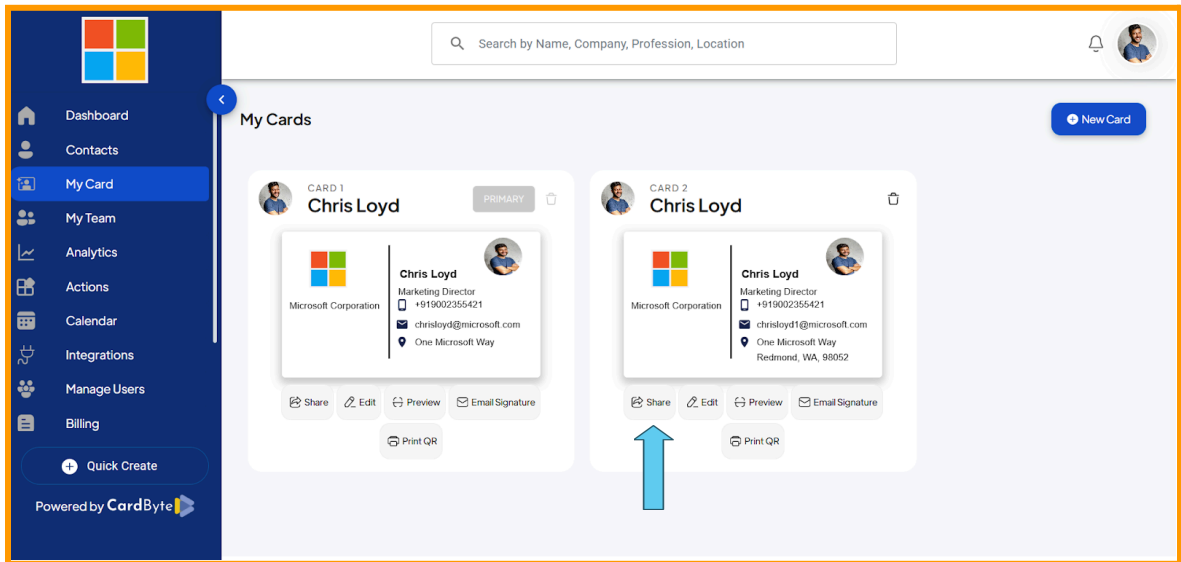 Search by Name, Company, Profession, Location
Dashboard
Contacts
My Card
My Team
Analytics
Actions
Calendar
Integrations
Manage Users
Billing
Quick Create
Powered by CardByte
My Cards
New Card
CARD 1
Chris Loyd
PRIMARY
Microsoft Corporation
Chris Loyd
Marketing Director
+919002355421
chrisloyd@microsoft.com
One Microsoft Way
Share
Edit
Preview
Email Signature
Print QR
CARD 2
Chris Loyd
Microsoft Corporation
Chris Loyd
Marketing Director
+919002355421
chrisloyd1@microsoft.com
One Microsoft Way
Redmond, WA, 98052
Share
Edit
Preview
Email Signature
Print QR